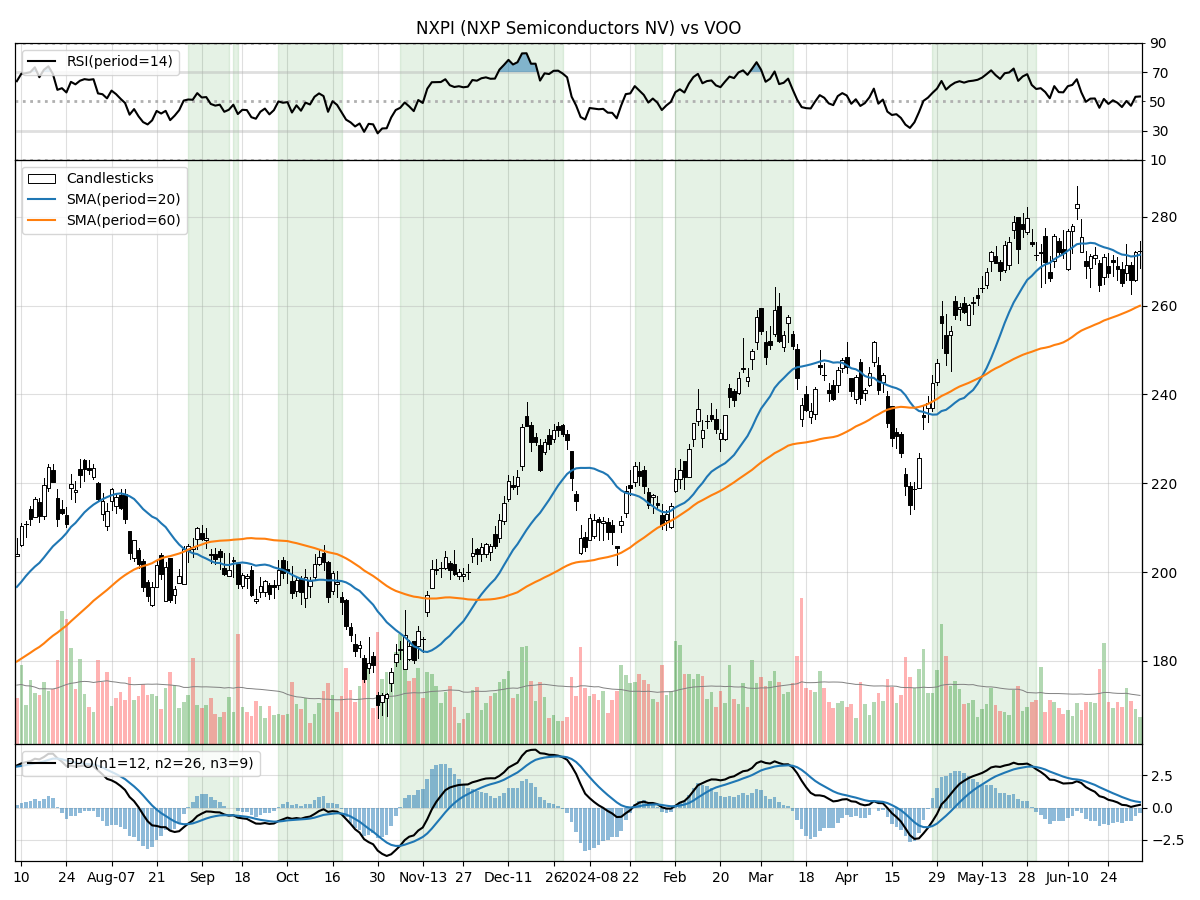 NXPI (NXP Semiconductors NV) vs VOO
RSI(period=14)
90
70
50
30
10
Candlesticks
SMA(period=20)
SMA(period=60)
280
260
240
220
200
180
PPO(n1=12, n2=26, n3=9)
2.5
0.0
−2.5
10 24 Aug-07 21 Sep 18 Oct 16 30 Nov-13 27 Dec-11 26 2024-08 22 Feb 20 Mar 18 Apr 15 29 May-13 28 Jun-10 24